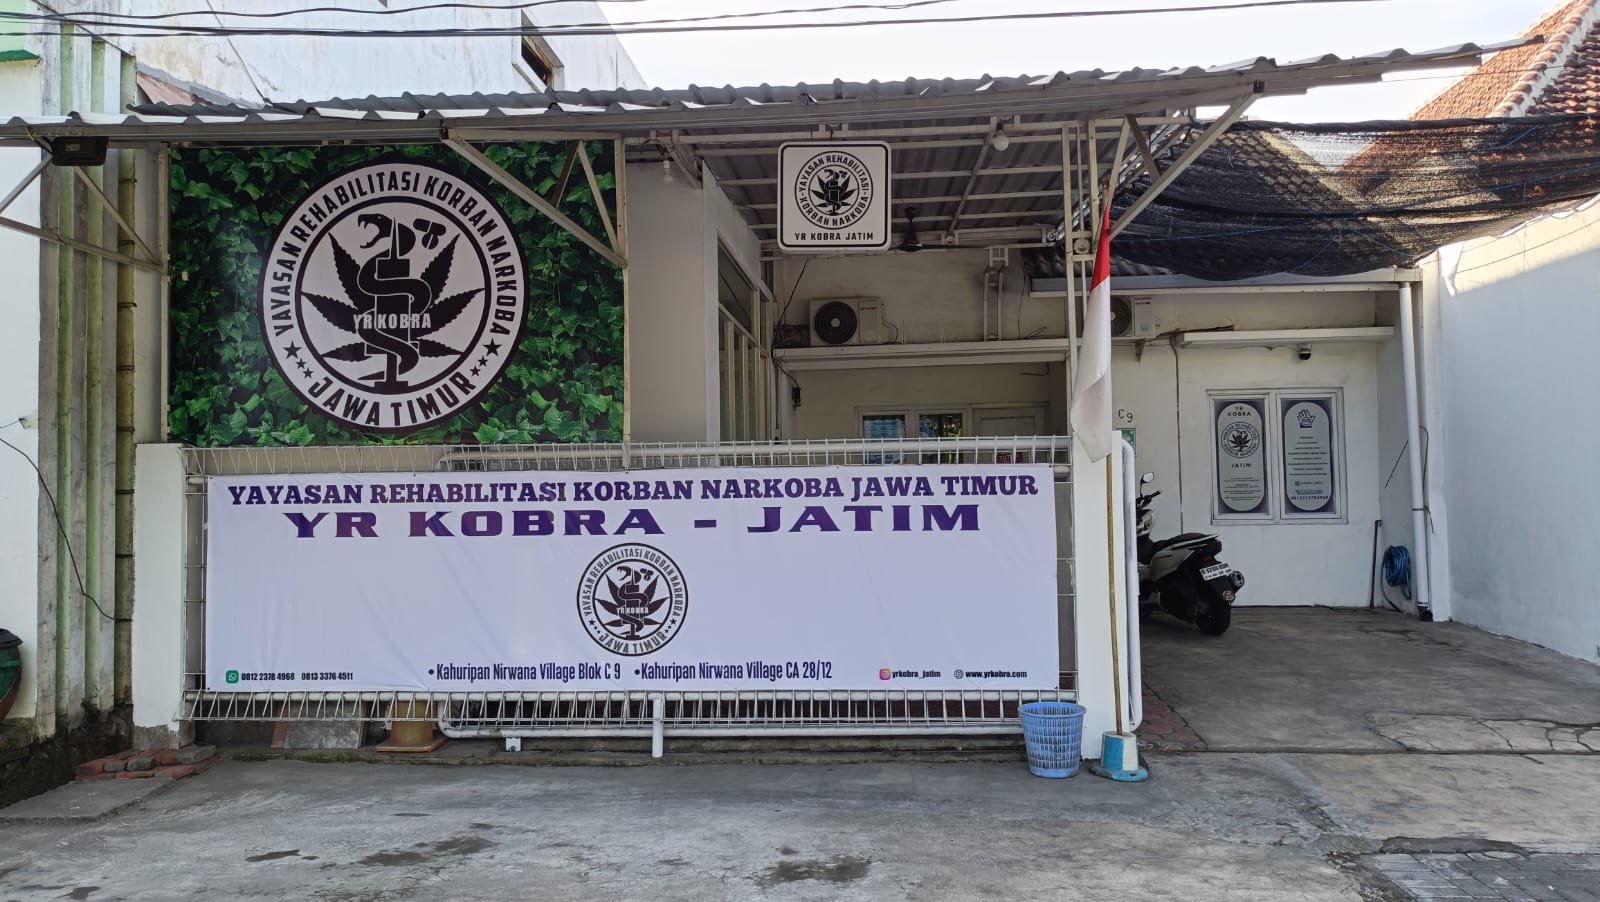 YAYASAN REHABILITASI KORBAN NARKOBA
YR KOBRA
JAWA TIMUR
YAYASAN REHABILITASI
KORBAN NARKOBA
YR KOBRA JATIM
C 9
YR
KOBRA
JATIM
YAYASAN REHABILITASI KORBAN NARKOBA JAWA TIMUR
YR KOBRA - JATIM
YAYASAN REHABILITASI KORBAN NARKOBA
YR KOBRA
JAWA TIMUR
•Kahuripan Nirwana Village Blok C 9 •Kahuripan Nirwana Village CA 28/12
0812 2378 4968 0813 3376 4511
yrkobra_jatim www.yrkobra.com